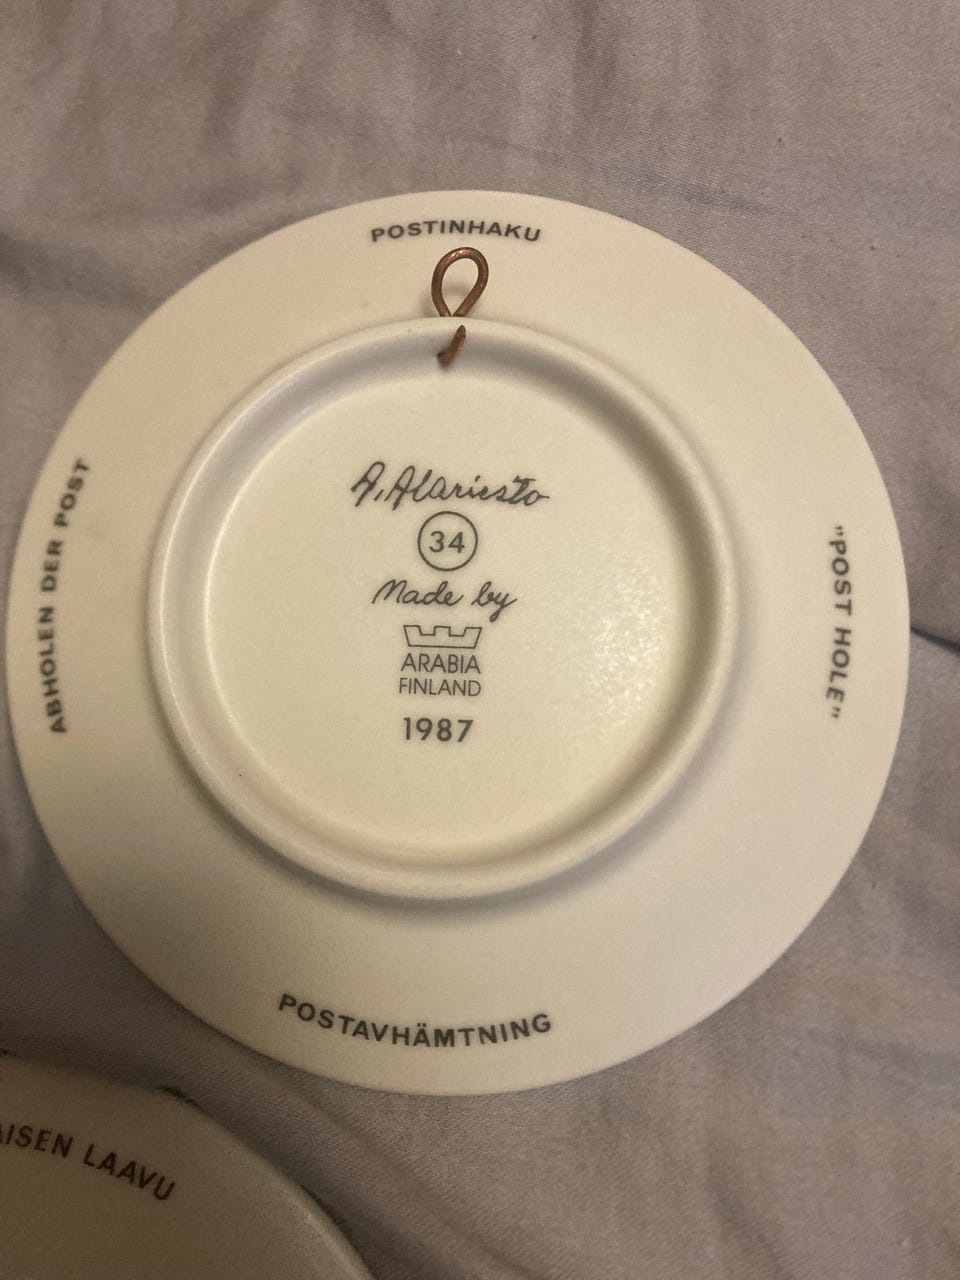 POSTINHAKU
A. Alariesto
34
Made by
ARABIA
FINLAND
1987
ABHOLEN DER POST
"POST HOLE"
POSTAVHÄMTNING
AISEN LAAVU